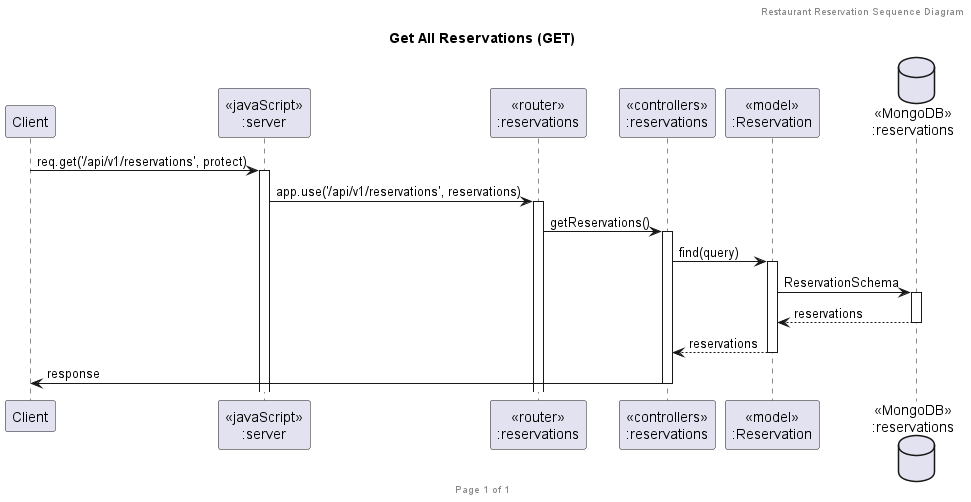 Restaurant Reservation Sequence Diagram
Get All Reservations (GET)
Client
«javaScript»
:server
«router»
:reservations
«controllers»
:reservations
«model»
:Reservation
«MongoDB»
:reservations
req.get('/api/v1/reservations', protect)
app.use('/api/v1/reservations', reservations)
getReservations()
find(query)
ReservationSchema
reservations
reservations
response
Client
«javaScript»
:server
«router»
:reservations
«controllers»
:reservations
«model»
:Reservation
«MongoDB»
:reservations
Page 1 of 1